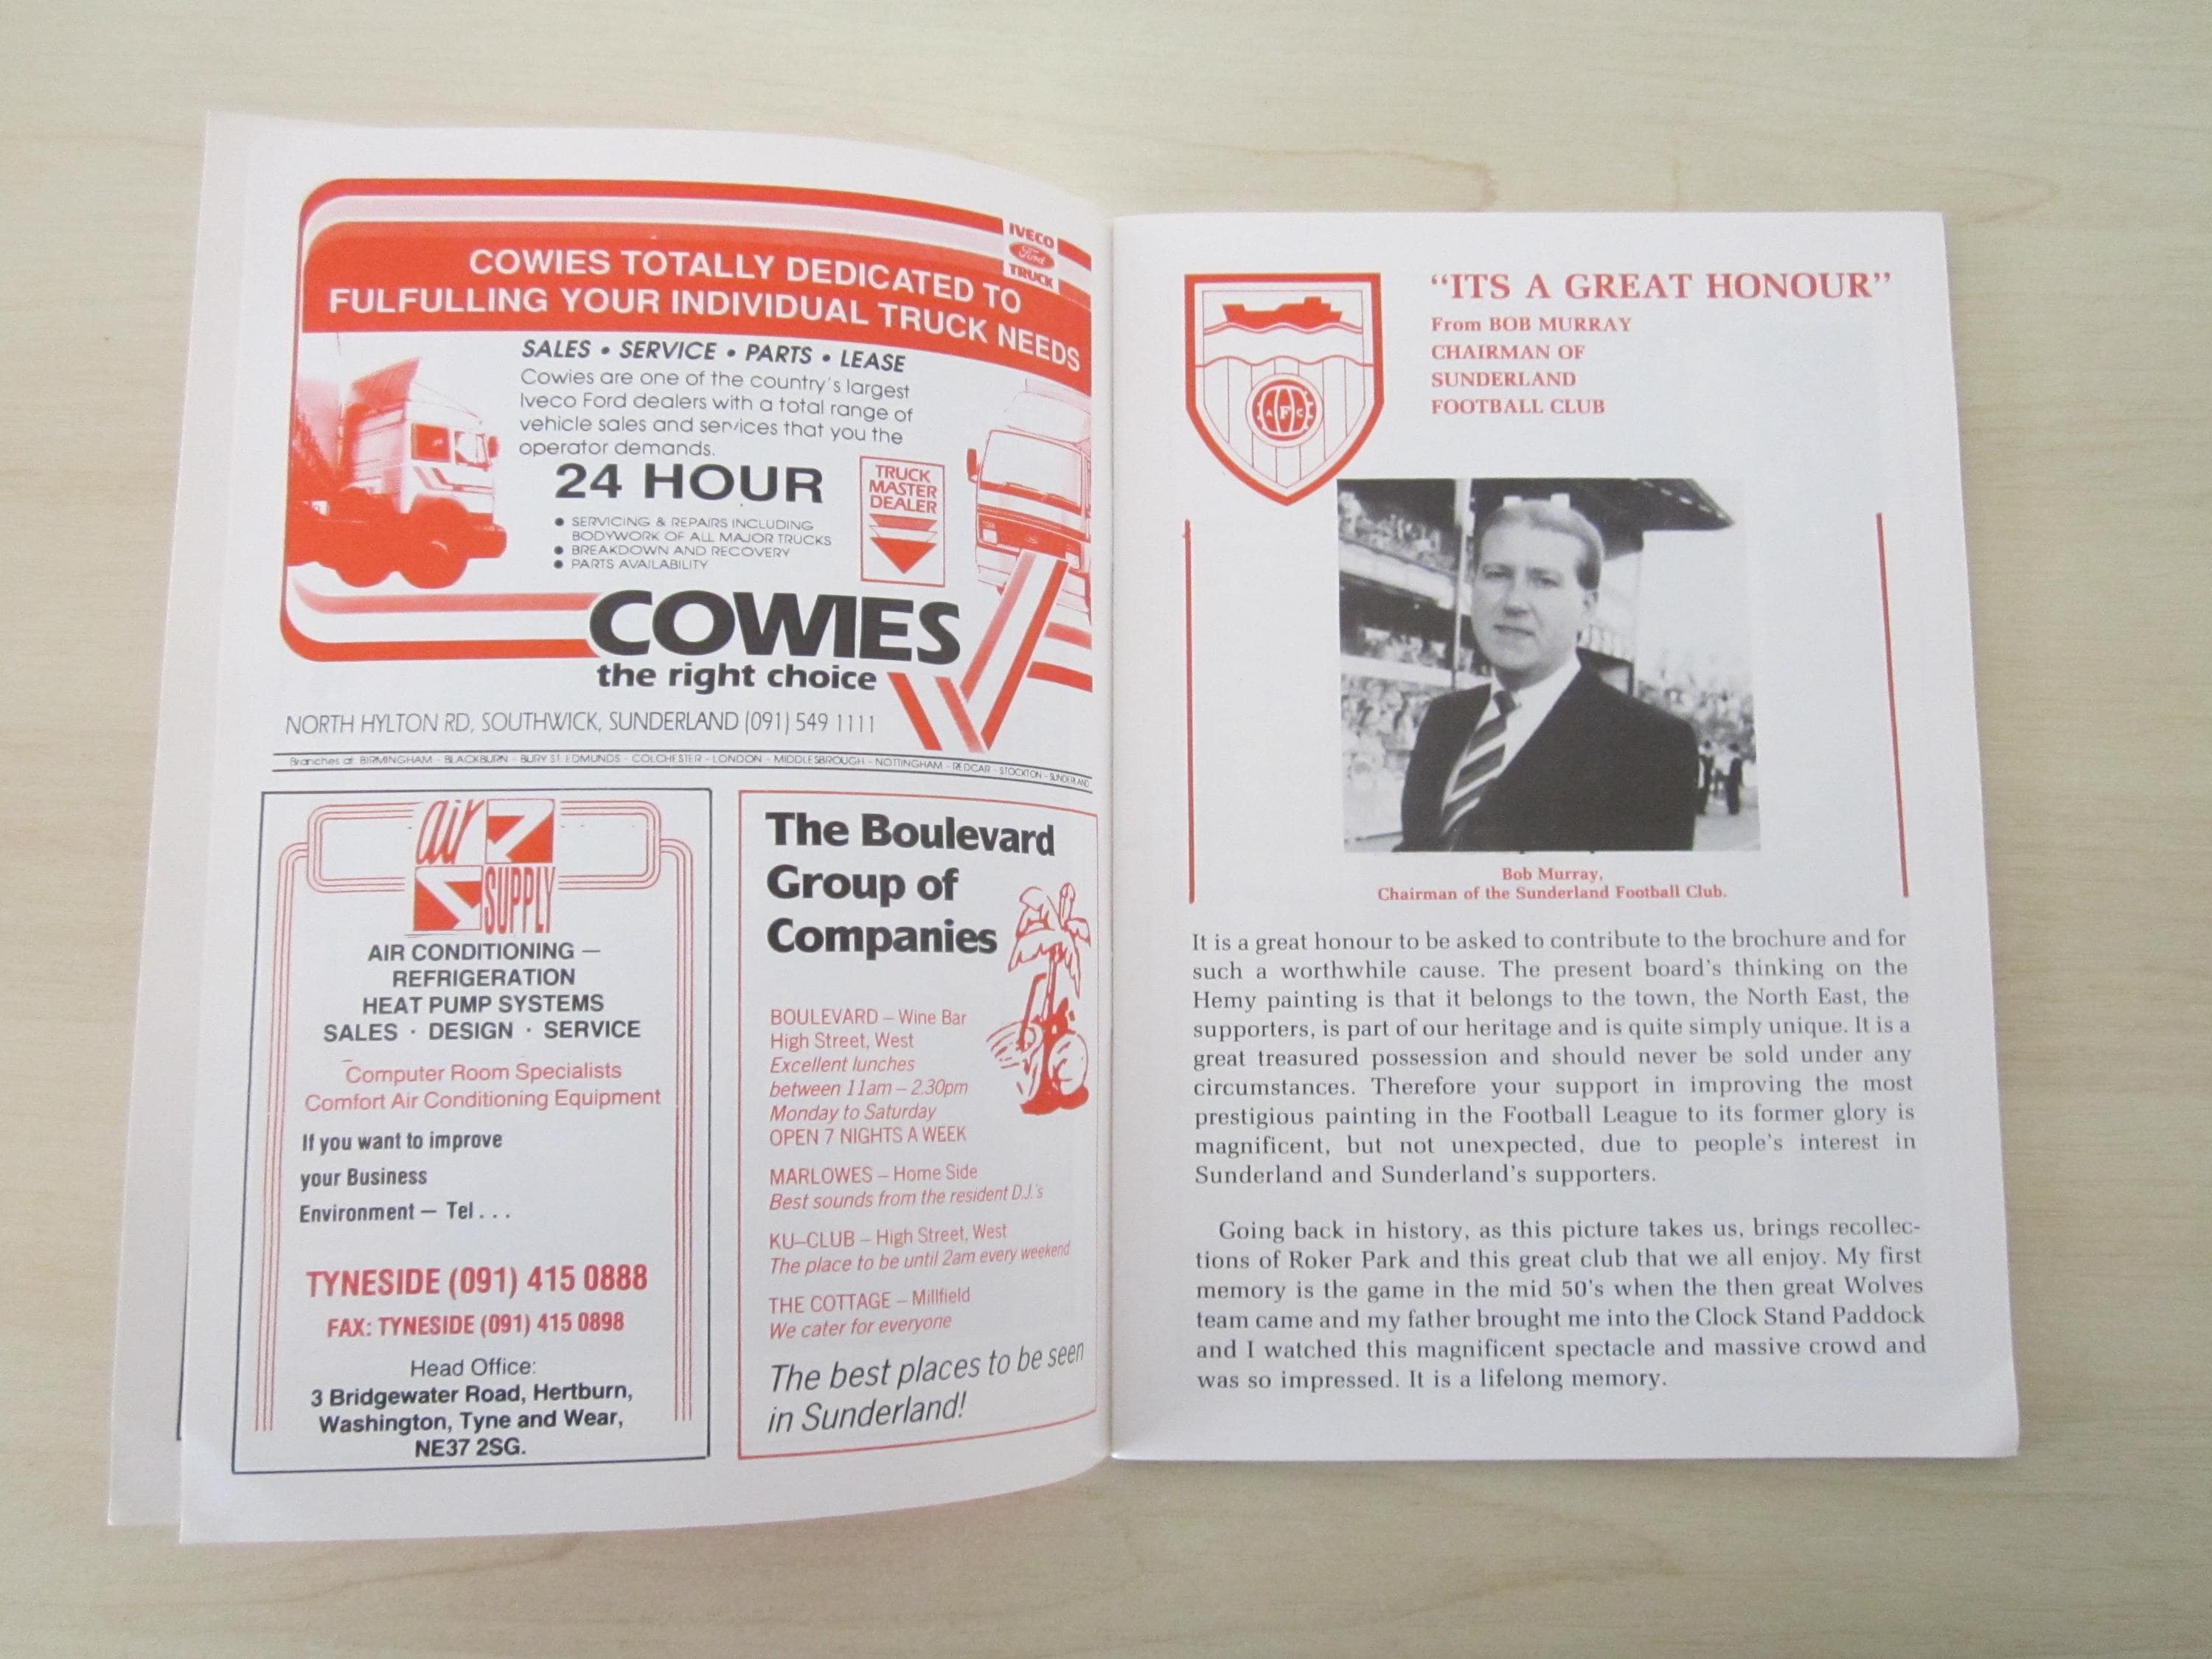 IVECO
Ford
TRUCK
COWIES TOTALLY DEDICATED TO
FULFULLING YOUR INDIVIDUAL TRUCK NEEDS
SALES • SERVICE • PARTS • LEASE
Cowies are one of the country's largest
Iveco Ford dealers with a total range of
vehicle sales and services that you the
operator demands.
24 HOUR
• SERVICING & REPAIRS INCLUDING
BODYWORK OF ALL MAJOR TRUCKS
• BREAKDOWN AND RECOVERY
• PARTS AVAILABILITY
TRUCK
MASTER
DEALER
COWIES
the right choice
NORTH HYLTON RD, SOUTHWICK, SUNDERLAND (091) 549 1111
Branches at: BIRMINGHAM - BLACKBURN - BURY ST. EDMUNDS - COLCHESTER - LONDON - MIDDLESBROUGH - NOTTINGHAM - REDCAR - STOCKTON - SUNDERLAND
air
SUPPLY
AIR CONDITIONING —
REFRIGERATION
HEAT PUMP SYSTEMS
SALES · DESIGN · SERVICE
Computer Room Specialists
Comfort Air Conditioning Equipment
If you want to improve
your Business
Environment — Tel . . .
TYNESIDE (091) 415 0888
FAX: TYNESIDE (091) 415 0898
Head Office:
3 Bridgewater Road, Hertburn,
Washington, Tyne and Wear,
NE37 2SG.
The Boulevard
Group of
Companies
BOULEVARD – Wine Bar
High Street, West
Excellent lunches
between 11am – 2.30pm
Monday to Saturday
OPEN 7 NIGHTS A WEEK
MARLOWES – Home Side
Best sounds from the resident D.J.'s
KU–CLUB – High Street, West
The place to be until 2am every weekend
THE COTTAGE – Millfield
We cater for everyone
The best places to be seen
in Sunderland!
AFC
“ITS A GREAT HONOUR”
From BOB MURRAY
CHAIRMAN OF
SUNDERLAND
FOOTBALL CLUB
Bob Murray,
Chairman of the Sunderland Football Club.
It is a great honour to be asked to contribute to the brochure and for
such a worthwhile cause. The present board's thinking on the
Hemy painting is that it belongs to the town, the North East, the
supporters, is part of our heritage and is quite simply unique. It is a
great treasured possession and should never be sold under any
circumstances. Therefore your support in improving the most
prestigious painting in the Football League to its former glory is
magnificent, but not unexpected, due to people's interest in
Sunderland and Sunderland's supporters.
Going back in history, as this picture takes us, brings recollec-
tions of Roker Park and this great club that we all enjoy. My first
memory is the game in the mid 50's when the then great Wolves
team came and my father brought me into the Clock Stand Paddock
and I watched this magnificent spectacle and massive crowd and
was so impressed. It is a lifelong memory.